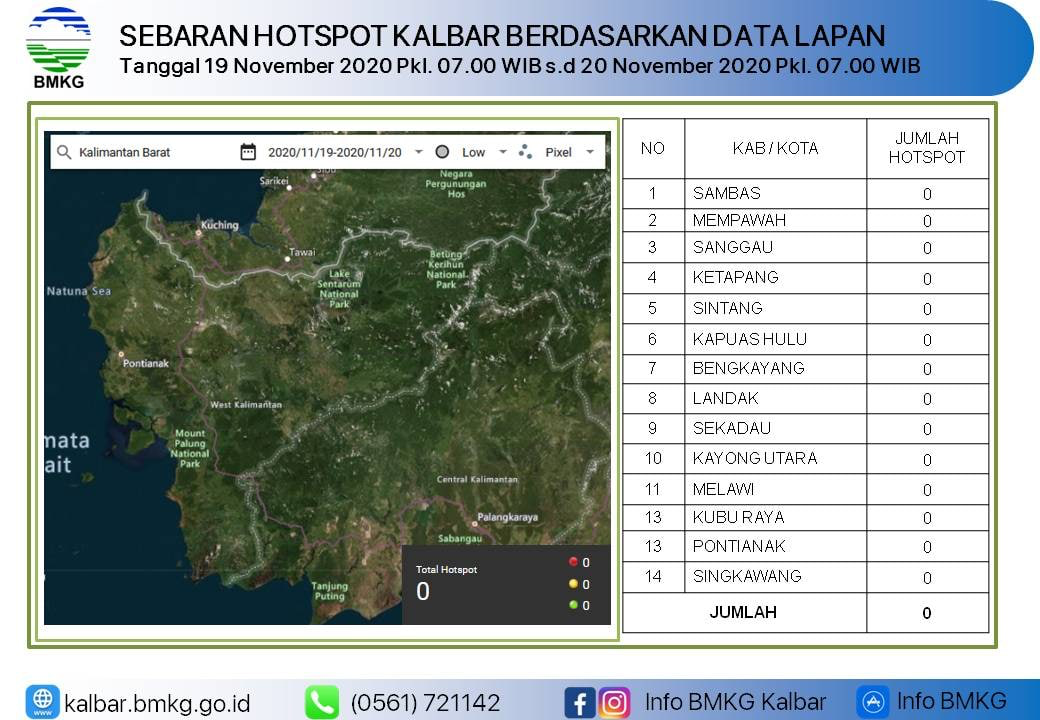 BMKG
SEBARAN HOTSPOT KALBAR BERDASARKAN DATA LAPAN
Tanggal 19 November 2020 Pkl. 07.00 WIB s.d 20 November 2020 Pkl. 07.00 WIB
Kalimantan Barat 2020/11/19-2020/11/20 Low Pixel
Sarikei
Sibu
Negara
Pergunungan
Hos
Kuching
Tawai
Betung
Kerihun
National
Park
Lake
Sentarum
National
Park
Natuna Sea
Pontianak
West Kalimantan
Mount
Palung
National
Park
mata
ait
Central Kalimantan
Palangkaraya
Sabangau
Tanjung
Puting
Total Hotspot
0
0
0
0
NO KAB / KOTA JUMLAH HOTSPOT
1 SAMBAS 0
2 MEMPAWAH 0
3 SANGGAU 0
4 KETAPANG 0
5 SINTANG 0
6 KAPUAS HULU 0
7 BENGKAYANG 0
8 LANDAK 0
9 SEKADAU 0
10 KAYONG UTARA 0
11 MELAWI 0
13 KUBU RAYA 0
13 PONTIANAK 0
14 SINGKAWANG 0
JUMLAH 0
kalbar.bmkg.go.id (0561) 721142 Info BMKG Kalbar Info BMKG